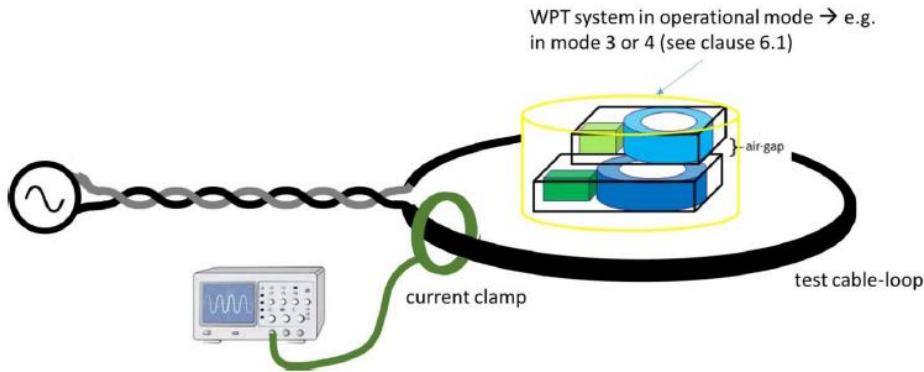 WPT system in operational mode → e.g.
in mode 3 or 4 (see clause 6.1)
air-gap
test cable-loop
current clamp